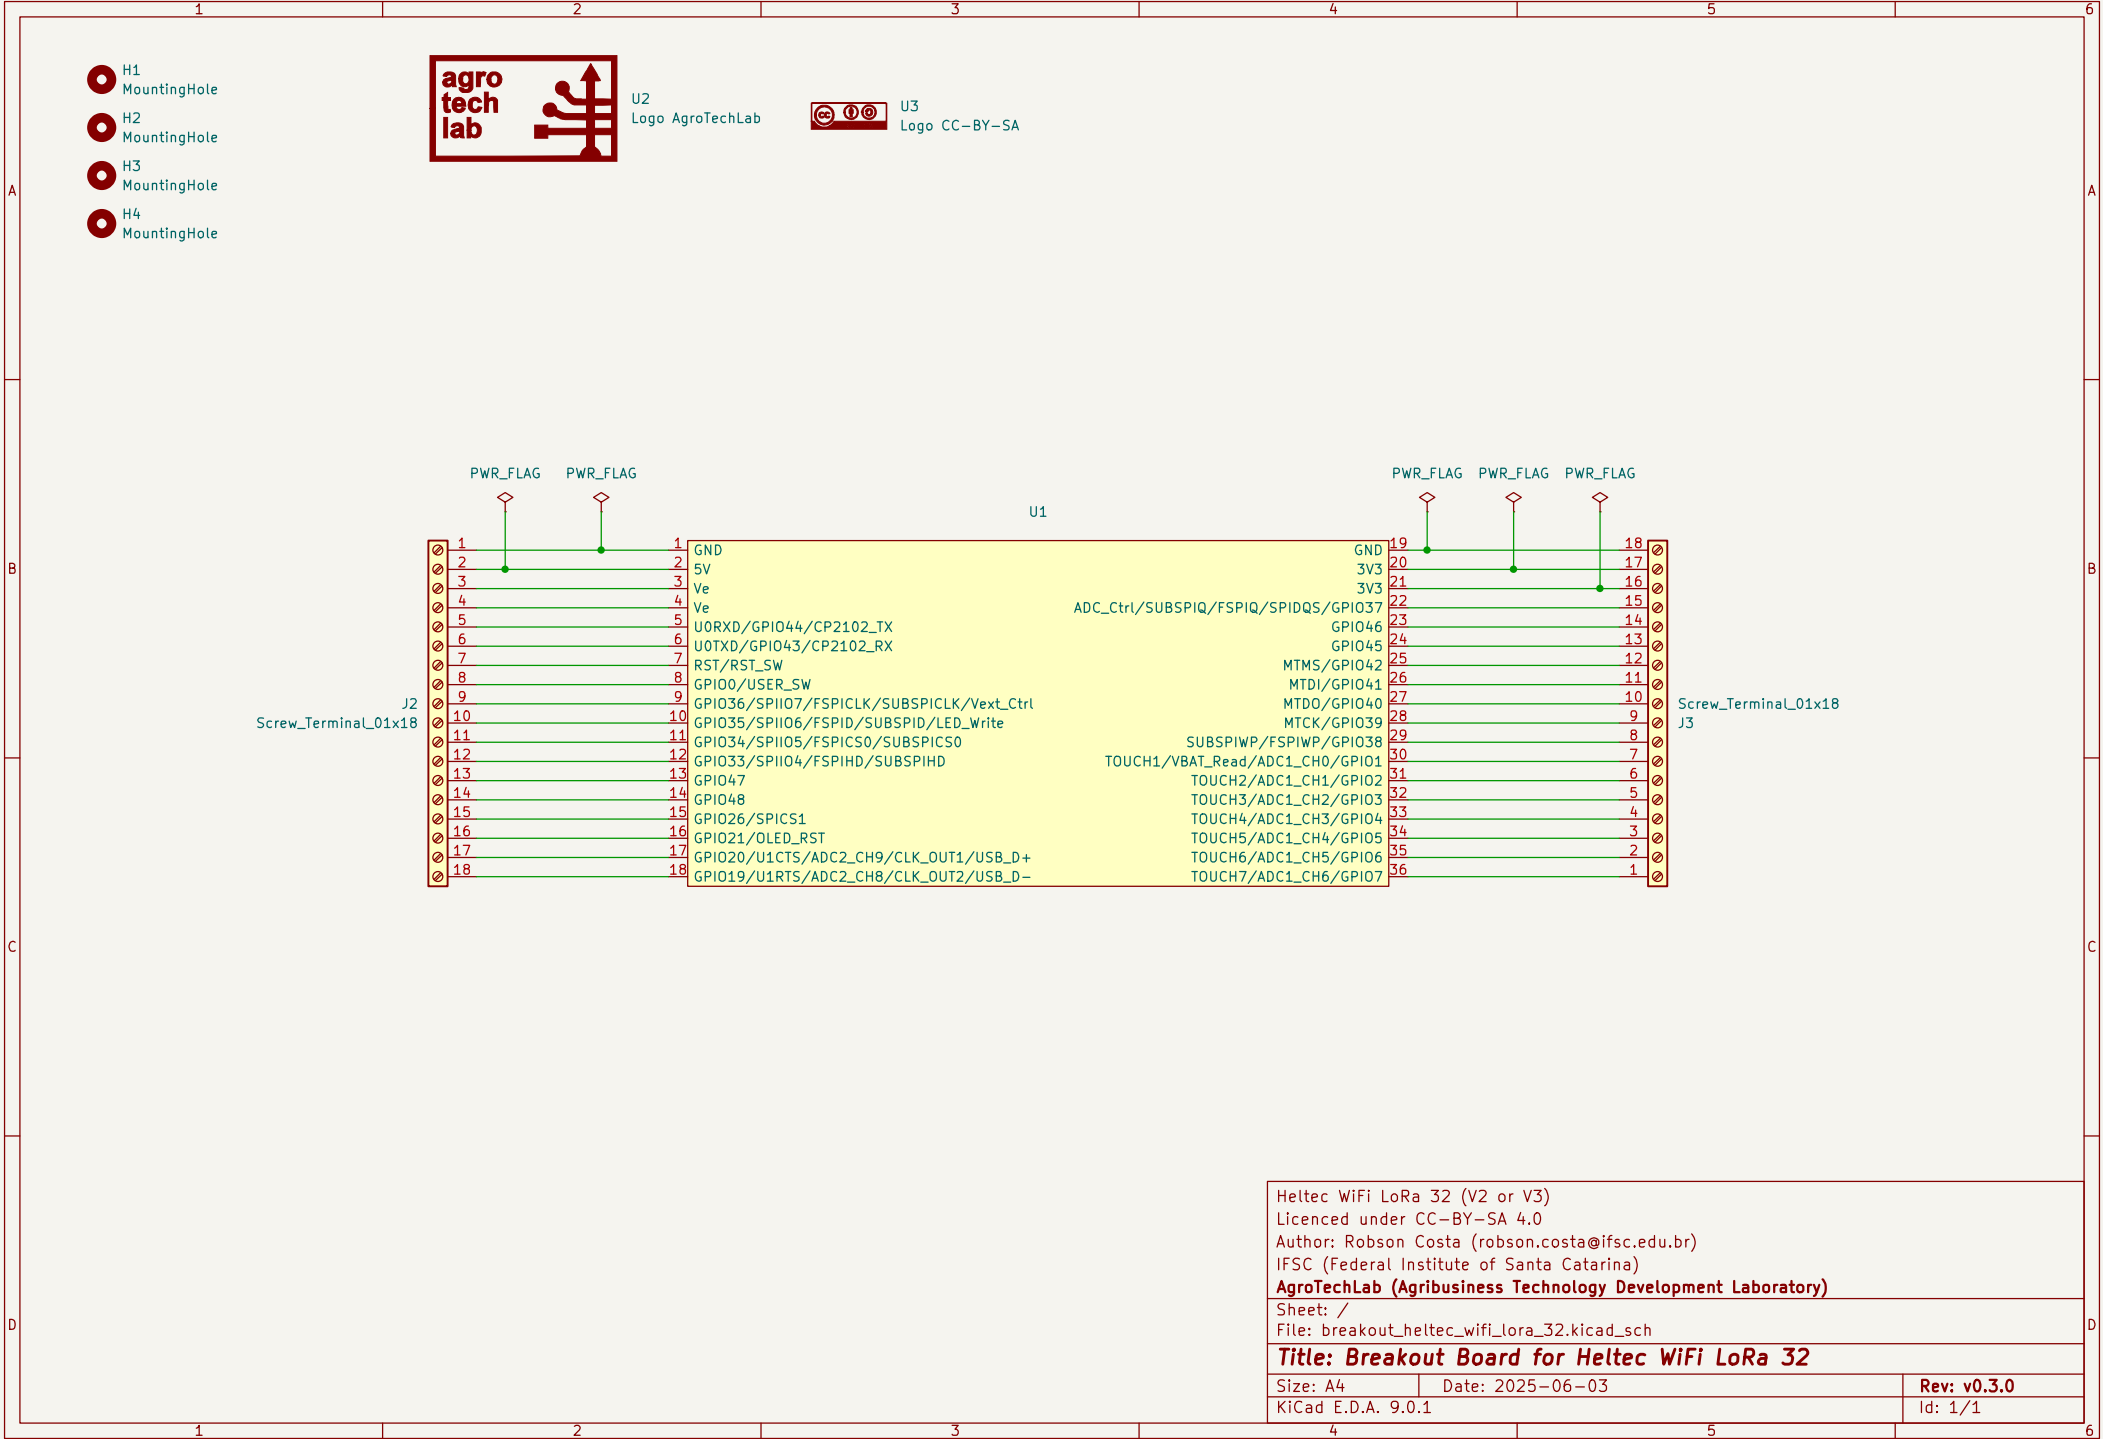 1 2 3 4 5 6
H1
MountingHole
H2
MountingHole
H3
MountingHole
H4
MountingHole
agro
tech
lab
U2
Logo AgroTechLab
cc
U3
Logo CC-BY-SA
A A
PWR_FLAG PWR_FLAG PWR_FLAG PWR_FLAG PWR_FLAG
U1
B B
1 1 GND GND 19 18
2 2 5V 3V3 20 17
3 3 Ve 3V3 21 16
4 4 Ve ADC_Ctrl/SUBSPIQ/FSPIQ/SPIDQS/GPIO37 22 15
5 5 U0RXD/GPIO44/CP2102_TX GPIO46 23 14
6 6 U0TXD/GPIO43/CP2102_RX GPIO45 24 13
7 7 RST/RST_SW MTMS/GPIO42 25 12
8 8 GPIO0/USER_SW MTDI/GPIO41 26 11
J2 9 9 GPIO36/SPIIO7/FSPICLK/SUBSPICLK/Vext_Ctrl MTDO/GPIO40 27 10 Screw_Terminal_01x18
Screw_Terminal_01x18 10 10 GPIO35/SPIIO6/FSPID/SUBSPID/LED_Write MTCK/GPIO39 28 9 J3
11 11 GPIO34/SPIIO5/FSPICS0/SUBSPICS0 SUBSPIWP/FSPIWP/GPIO38 29 8
12 12 GPIO33/SPIIO4/FSPIHD/SUBSPIHD TOUCH1/VBAT_Read/ADC1_CH0/GPIO1 30 7
13 13 GPIO47 TOUCH2/ADC1_CH1/GPIO2 31 6
14 14 GPIO48 TOUCH3/ADC1_CH2/GPIO3 32 5
15 15 GPIO26/SPICS1 TOUCH4/ADC1_CH3/GPIO4 33 4
16 16 GPIO21/OLED_RST TOUCH5/ADC1_CH4/GPIO5 34 3
17 17 GPIO20/U1CTS/ADC2_CH9/CLK_OUT1/USB_D+ TOUCH6/ADC1_CH5/GPIO6 35 2
18 18 GPIO19/U1RTS/ADC2_CH8/CLK_OUT2/USB_D- TOUCH7/ADC1_CH6/GPIO7 36 1
C C
Heltec WiFi LoRa 32 (V2 or V3)
Licenced under CC-BY-SA 4.0
Author: Robson Costa (robson.costa@ifsc.edu.br)
IFSC (Federal Institute of Santa Catarina)
AgroTechLab (Agribusiness Technology Development Laboratory)
Sheet: /
File: breakout_heltec_wifi_lora_32.kicad_sch
D D
Title: Breakout Board for Heltec WiFi LoRa 32
Size: A4 Date: 2025-06-03 Rev: v0.3.0
KiCad E.D.A. 9.0.1 Id: 1/1
1 2 3 4 5 6